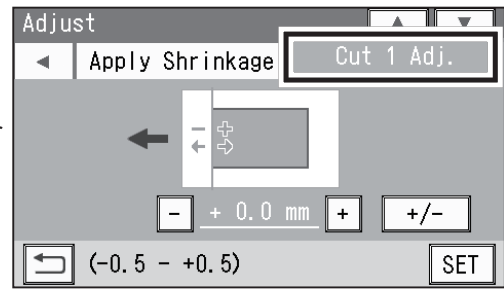 Adjust
▲ ▼
◄ Apply Shrinkage Cut 1 Adj.
- +
- + 0.0 mm + +/-
(-0.5 - +0.5) SET